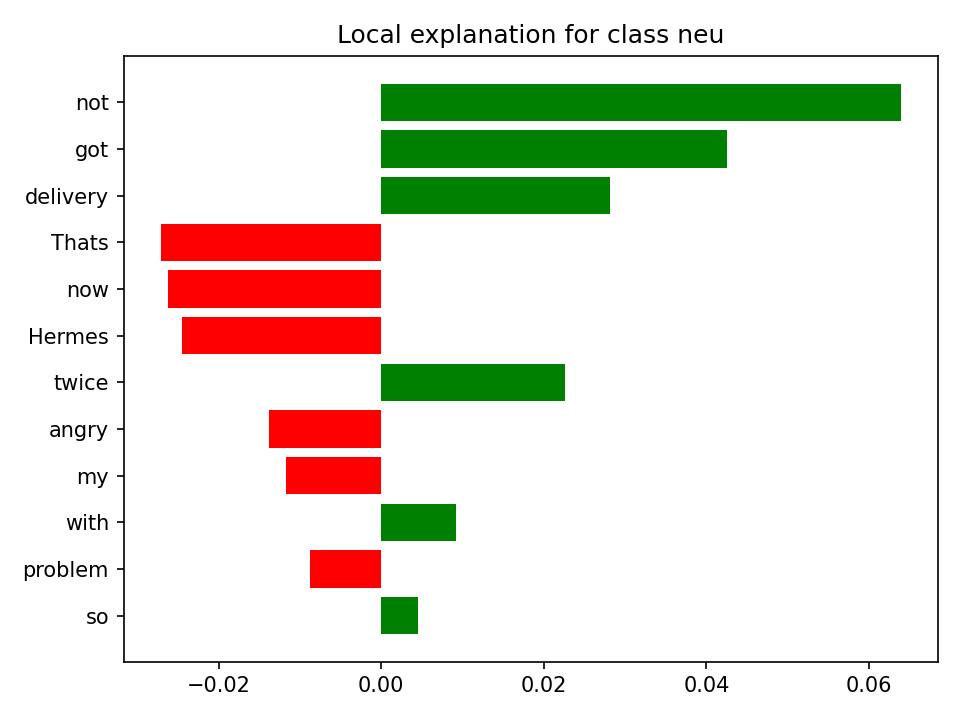 Local explanation for class neu
not
got
delivery
Thats
now
Hermes
twice
angry
my
with
problem
so
−0.02 0.00 0.02 0.04 0.06